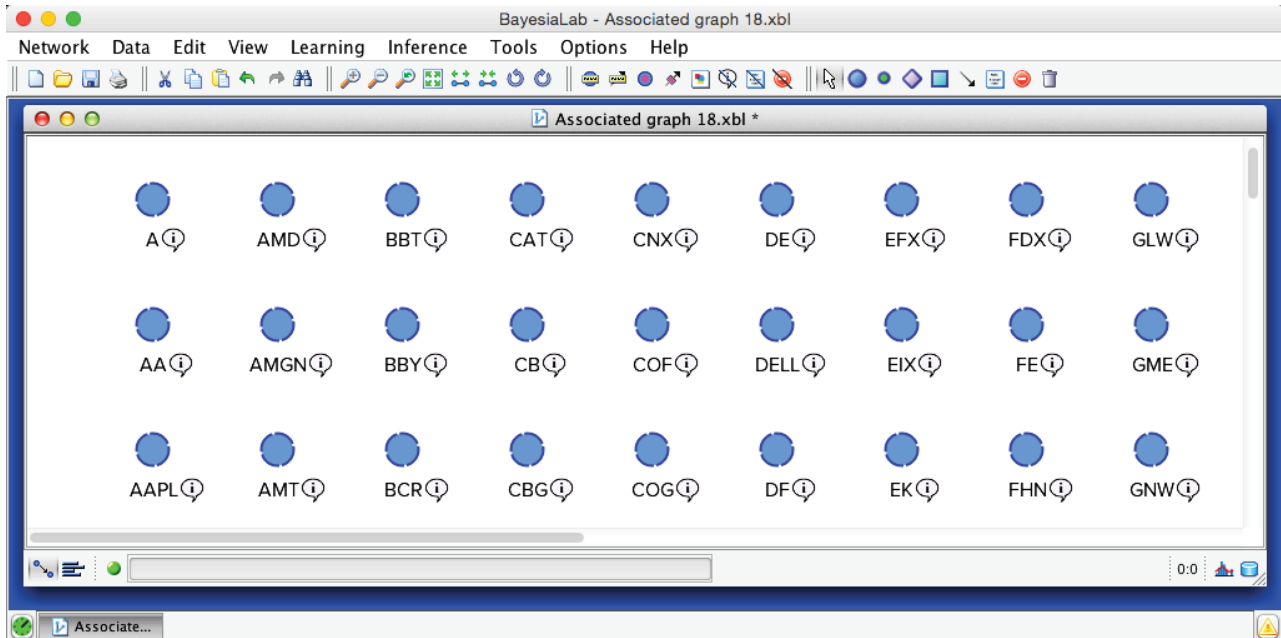 BayesiaLab - Associated graph 18.xbl
Network Data Edit View Learning Inference Tools Options Help
Associated graph 18.xbl *
A AMD BBT CAT CNX DE EFX FDX GLW
AA AMGN BBY CB COF DELL EIX FE GME
AAPL AMT BCR CBG COG DF EK FHN GNW
0:0
Associate...